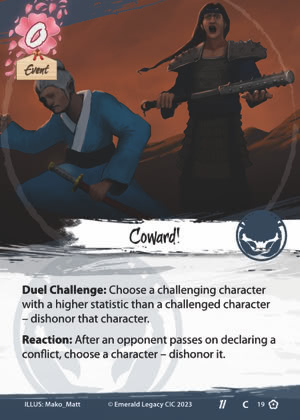 0
Event
Coward!
Duel Challenge: Choose a challenging character
with a higher statistic than a challenged character
– dishonor that character.
Reaction: After an opponent passes on declaring a
conflict, choose a character – dishonor it.
ILLUS: Mako_Matt © Emerald Legacy CIC 2023 C 19